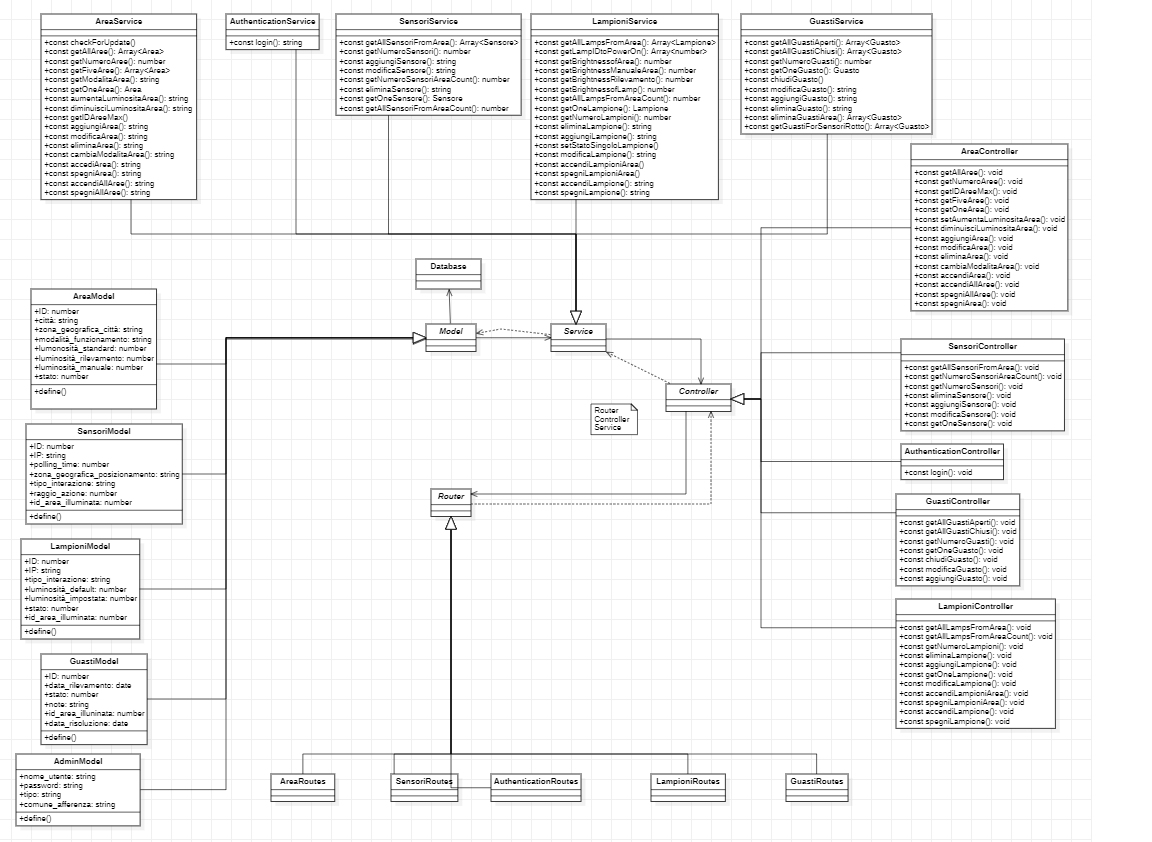 AreaService
+const checkForUpdate()
+const getAllAree(): Array<Area>
+const getNumeroAree(): number
+const getFiveAree(): Array<Area>
+const getModalitaArea(): string
+const getOneArea(): Area
+const aumentaLuminositaArea(): string
+const diminuisciLuminositaArea(): string
+const getIDAreeMax()
+const aggiungiArea(): string
+const modificaArea(): string
+const eliminaArea(): string
+const cambiaModalitaArea(): string
+const accediArea(): string
+const spegniArea(): string
+const accendiAllAree(): string
+const spegniAllAree(): string
AuthenticationService
+const login(): string
SensoriService
+const getAllSensoriFromArea(): Array<Sensore>
+const getNumeroSensori(): number
+const aggiungiSensore(): string
+const modificaSensore(): string
+const getNumeroSensoriAreaCount(): number
+const eliminaSensore(): string
+const getOneSensore(): Sensore
+const getAllSensoriFromAreaCount(): number
LampioniService
+const getAllLampsFromArea(): Array<Lampione>
+const getLampIDtoPowerOn(): Array<number>
+const getBrightnessofArea(): number
+const getBrightnesManualeArea(): number
+const getBrightnessRilevamento(): number
+const getBrightnessofLamp(): number
+const getAllLampsFromAreaCount(): number
+const getOneLampione(): Lampione
+const getNumeroLampioni(): number
+const eliminaLampione(): string
+const aggiungiLampione(): string
+const setStatoSingoloLampione()
+const modificaLampione(): string
+const accendiLampioniArea()
+const spegniLampioniArea()
+const accendiLampione(): string
+const spegniLampione(): string
GuastiService
+const getAllGuastiAperti(): Array<Guasto>
+const getAllGuastiChiusi(): Array<Guasto>
+const getNumeroGuasti(): number
+const getOneGuasto(): Guasto
+const chiudiGuasto()
+const modificaGuasto(): string
+const aggiungiGuasto(): string
+const eliminaGuasto(): string
+const eliminaGuastiArea(): Array<Guasto>
+const getGuastiForSensoriRotto(): Array<Guasto>
AreaController
+const getAllAree(): void
+const getNumeroAree(): void
+const getIDAreeMax(): void
+const getFiveAree(): void
+const getOneArea(): void
+const setAumentaLuminositaArea(): void
+const diminuisciLuminositaArea(): void
+const aggiungiArea(): void
+const modificaArea(): void
+const eliminaArea(): void
+const cambiaModalitaArea(): void
+const accendiArea(): void
+const accendiAllAree(): void
+const spegniAllAree(): void
+const spegniArea(): void
Database
Model
Service
Controller
Router
Controller
Service
Router
AreaModel
+ID: number
+città: string
+zona_geografica_città: string
+modalità_funzionamento: string
+lumonosità_standard: number
+luminosità_rilevamento: number
+luminosità_manuale: number
+stato: number
+define()
SensoriModel
+ID: number
+IP: string
+polling_time: number
+zona_geografica_posizionamento: string
+tipo_interazione: string
+raggio_azione: number
+id_area_illuminata: number
+define()
LampioniModel
+ID: number
+IP: string
+tipo_interazione: string
+luminosità_default: number
+luminosità_impostata: number
+stato: number
+id_area_illuminata: number
+define()
GuastiModel
+ID: number
+data_rilevamento: date
+stato: number
+note: string
+id_area_illuninata: number
+data_risoluzione: date
+define()
AdminModel
+nome_utente: string
+password: string
+tipo: string
+comune_afferenza: string
+define()
SensoriController
+const getAllSensoriFromArea(): void
+const getNumeroSensoriAreaCount(): void
+const getNumeroSensori(): void
+const eliminaSensore(): void
+const aggiungiSensore(): void
+const modificaSensore(): void
+const getOneSensore(): void
AuthenticationController
+const login(): void
GuastiController
+const getAllGuastiAperti(): void
+const getAllGuastiChiusi(): void
+const getNumeroGuasti(): void
+const getOneGuasto(): void
+const chiudiGuasto(): void
+const modificaGuasto(): void
+const aggiungiGuasto(): void
LampioniController
+const getAllLampsFromArea(): void
+const getAllLampsFromAreaCount(): void
+const getNumeroLampioni(): void
+const eliminaLampione(): void
+const aggiungiLampione(): void
+const getOneLampione(): void
+const modificaLampione(): void
+const accendiLampioniArea(): void
+const spegniLampioniArea(): void
+const accendiLampione(): void
+const spegniLampione(): void
AreaRoutes
SensoriRoutes
AuthenticationRoutes
LampioniRoutes
GuastiRoutes